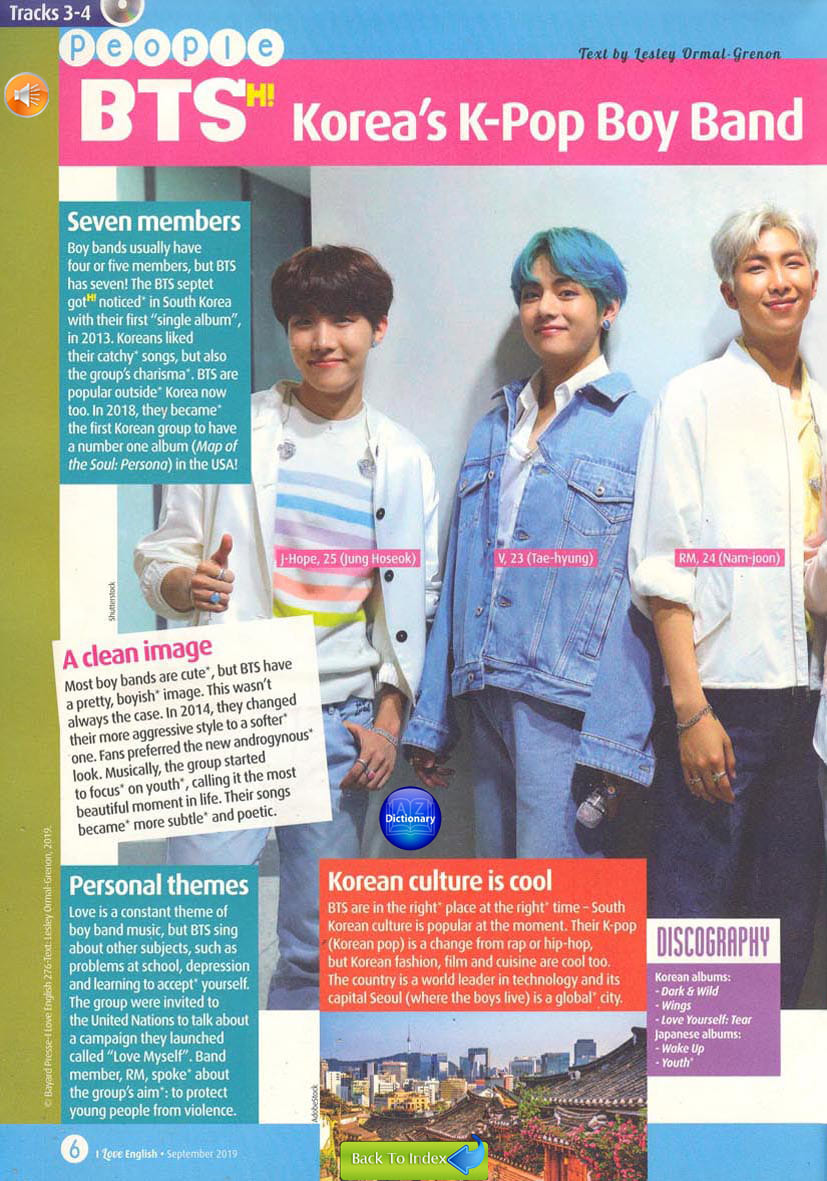 Tracks 3-4
People
Text by Lesley Ormal-Grenon
BTS H! Korea's K-Pop Boy Band
Seven members
Boy bands usually have
four or five members, but BTS
has seven! The BTS septet
got H! noticed* in South Korea
with their first "single album",
in 2013. Koreans liked
their catchy* songs, but also
the group's charisma*. BTS are
popular outside* Korea now
too. In 2018, they became*
the first Korean group to have
a number one album (Map of
the Soul: Persona) in the USA!
J-Hope, 25 (Jung Hoseok)
V, 23 (Tae-hyung)
RM, 24 (Nam-joon)
Shutterstock
A clean image
Most boy bands are cute*, but BTS have
a pretty, boyish* image. This wasn't
always the case. In 2014, they changed
their more aggressive style to a softer*
one. Fans preferred the new androgynous*
look. Musically, the group started
to focus* on youth*, calling it the most
beautiful moment in life. Their songs
became* more subtle* and poetic.
A Z
Dictionary
Personal themes
Love is a constant theme of
boy band music, but BTS sing
about other subjects, such as
problems at school, depression
and learning to accept* yourself.
The group were invited to
the United Nations to talk about
a campaign they launched
called "Love Myself". Band
member, RM, spoke* about
the group's aim*: to protect
young people from violence.
Korean culture is cool
BTS are in the right* place at the right* time – South
Korean culture is popular at the moment. Their K-pop
(Korean pop) is a change from rap or hip-hop,
but Korean fashion, film and cuisine are cool too.
The country is a world leader in technology and its
capital Seoul (where the boys live) is a global* city.
DISCOGRAPHY
Korean albums:
- Dark & Wild
- Wings
- Love Yourself: Tear
Japanese albums:
- Wake Up
- Youth*
AdobeStock
© Bayard Presse-I Love English 276-Text: Lesley Ormal-Grenon, 2019.
6 I Love English • September 2019
Back To Index